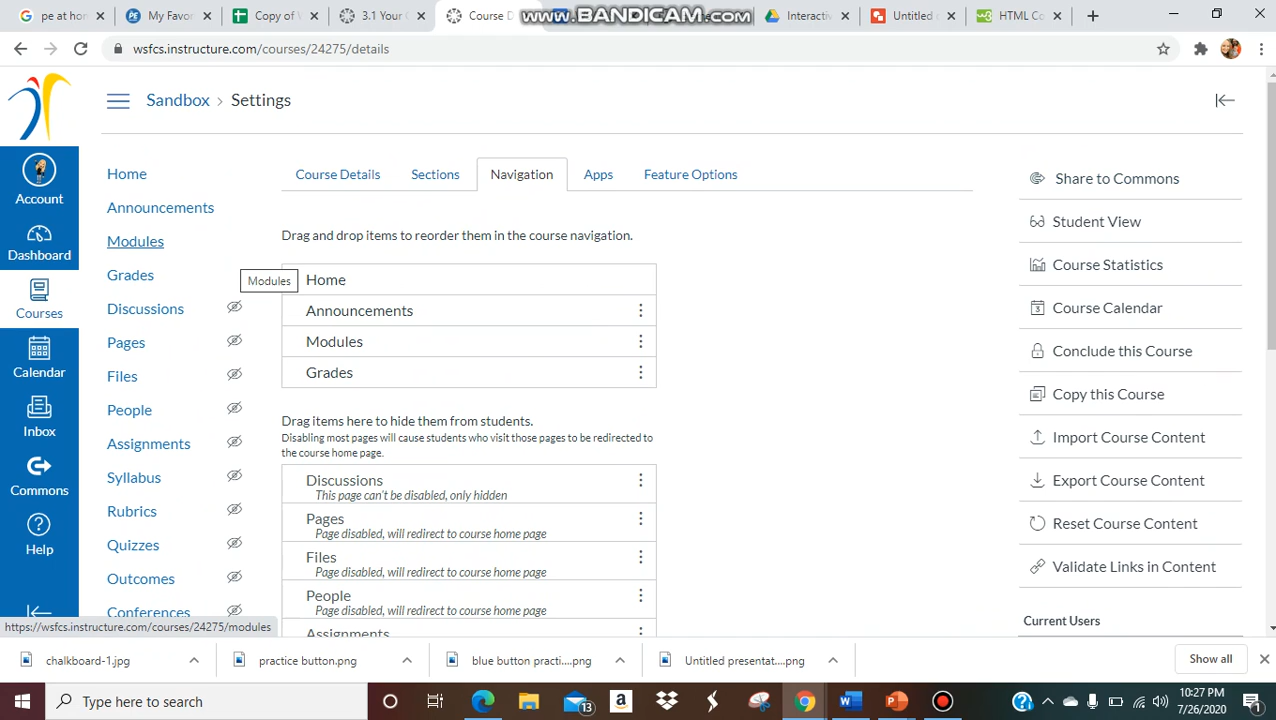 pe at ho
My Favor
Copy of
3.1 Your
Course D
www.BANDICAM.com
Interacti
Untitled
HTML Co
wsfcs.instructure.com/courses/24275/details
Sandbox › Settings
Account
Dashboard
Courses
Calendar
Inbox
Commons
Help
Home
Announcements
Modules
Grades
Discussions
Pages
Files
People
Assignments
Syllabus
Rubrics
Quizzes
Outcomes
Conferences
Modules
https://wsfcs.instructure.com/courses/24275/modules
Course Details
Sections
Navigation
Apps
Feature Options
Drag and drop items to reorder them in the course navigation.
Home
Announcements
Modules
Grades
Drag items here to hide them from students.
Disabling most pages will cause students who visit those pages to be redirected to
the course home page.
Discussions
This page can't be disabled, only hidden
Pages
Page disabled, will redirect to course home page
Files
Page disabled, will redirect to course home page
People
Page disabled, will redirect to course home page
Assignments
Share to Commons
Student View
Course Statistics
Course Calendar
Conclude this Course
Copy this Course
Import Course Content
Export Course Content
Reset Course Content
Validate Links in Content
Current Users
chalkboard-1.jpg
practice button.png
blue button practi....png
Untitled presentat....png
Show all
Type here to search
13
10:27 PM
7/26/2020
1